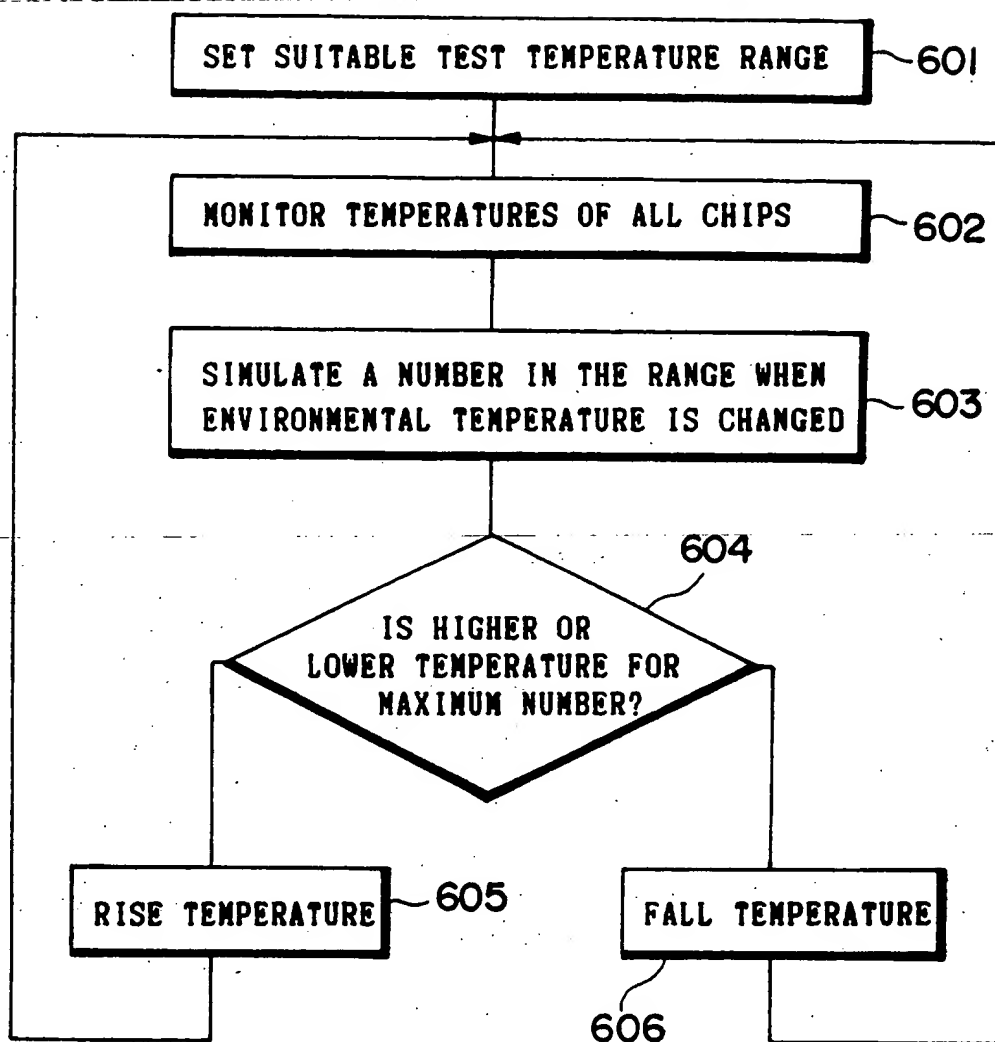 SET SUITABLE TEST TEMPERATURE RANGE
601
MONITOR TEMPERATURES OF ALL CHIPS
602
SIMULATE A NUMBER IN THE RANGE WHEN
ENVIRONMENTAL TEMPERATURE IS CHANGED
603
604
IS HIGHER OR
LOWER TEMPERATURE FOR
MAXIMUM NUMBER?
RISE TEMPERATURE
605
FALL TEMPERATURE
606